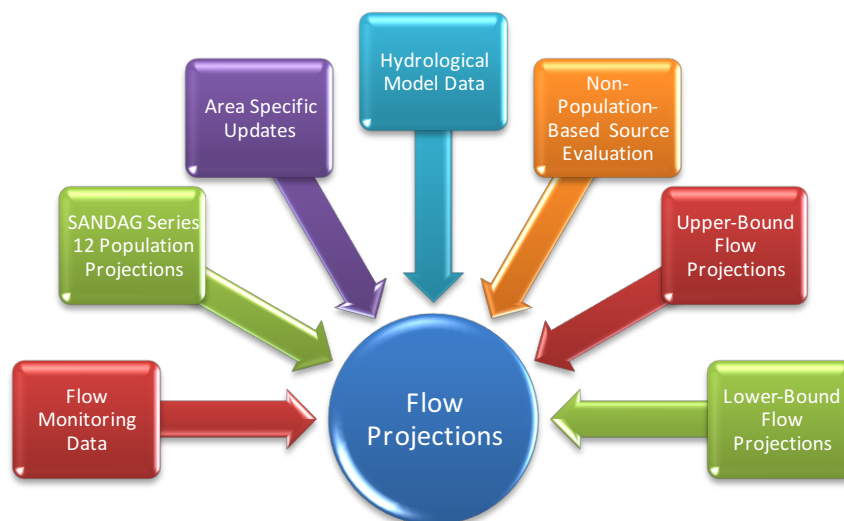 Flow
Monitoring
Data
SANDAG Series
12 Population
Projections
Area Specific
Updates
Hydrological
Model Data
Non-
Population-
Based Source
Evaluation
Upper-Bound
Flow
Projections
Lower-Bound
Flow
Projections
Flow
Projections